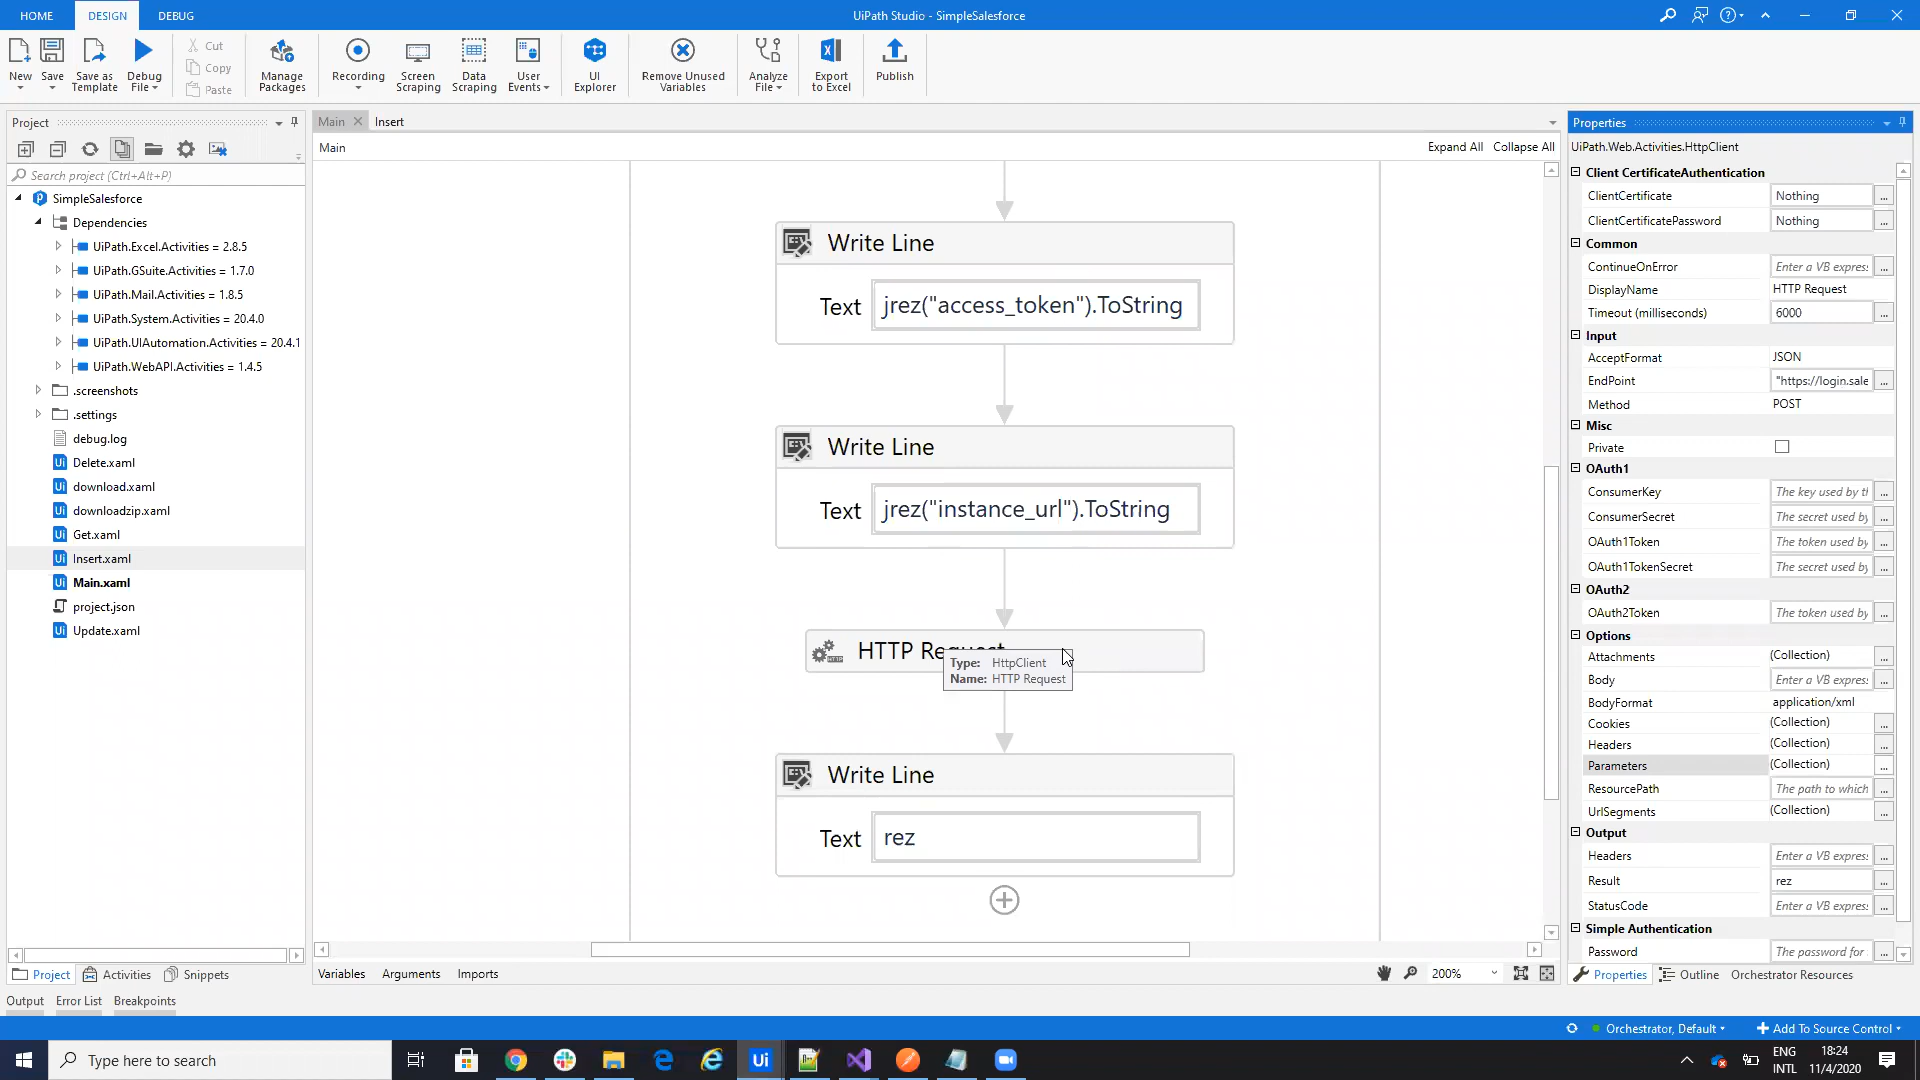 HOME DESIGN DEBUG
UiPath Studio - SimpleSalesforce
New Save Save as Template Debug File
Cut
Copy
Paste
Manage Packages Recording Screen Scraping Data Scraping User Events UI Explorer Remove Unused Variables Analyze File Export to Excel Publish
Project
Search project (Ctrl+Alt+P)
SimpleSalesforce
Dependencies
UiPath.Excel.Activities = 2.8.5
UiPath.GSuite.Activities = 1.7.0
UiPath.Mail.Activities = 1.8.5
UiPath.System.Activities = 20.4.0
UiPath.UIAutomation.Activities = 20.4.1
UiPath.WebAPI.Activities = 1.4.5
.screenshots
.settings
debug.log
Delete.xaml
download.xaml
downloadzip.xaml
Get.xaml
Insert.xaml
Main.xaml
project.json
Update.xaml
Project Activities Snippets
Main Insert
Main Expand All Collapse All
Write Line
Text jrez("access_token").ToString
Write Line
Text jrez("instance_url").ToString
HTTP Request
Type: HttpClient
Name: HTTP Request
Write Line
Text rez
Variables Arguments Imports 200%
Properties
UiPath.Web.Activities.HttpClient
Client CertificateAuthentication
ClientCertificate Nothing ...
ClientCertificatePassword Nothing ...
Common
ContinueOnError Enter a VB expres: ...
DisplayName HTTP Request
Timeout (milliseconds) 6000 ...
Input
AcceptFormat JSON
EndPoint "https://login.sale ...
Method POST
Misc
Private
OAuth1
ConsumerKey The key used by th ...
ConsumerSecret The secret used by ...
OAuth1Token The token used by ...
OAuth1TokenSecret The secret used by ...
OAuth2
OAuth2Token The token used by ...
Options
Attachments (Collection) ...
Body Enter a VB expres: ...
BodyFormat application/xml
Cookies (Collection) ...
Headers (Collection) ...
Parameters (Collection) ...
ResourcePath The path to which ...
UrlSegments (Collection) ...
Output
Headers Enter a VB expres: ...
Result rez ...
StatusCode Enter a VB expres: ...
Simple Authentication
Password The password for ...
Properties Outline Orchestrator Resources
Output Error List Breakpoints
Orchestrator, Default Add To Source Control
Type here to search
ENG
INTL
18:24
11/4/2020